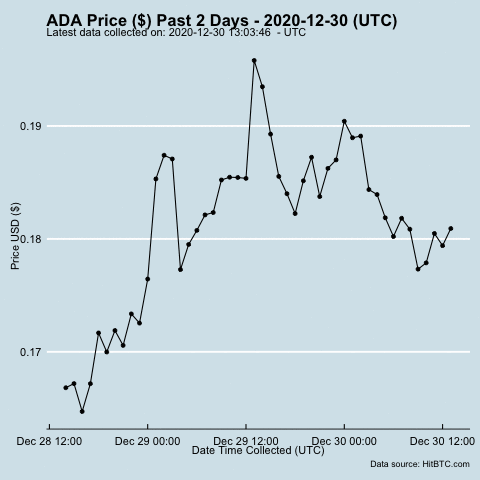 ADA Price ($) Past 2 Days - 2020-12-30 (UTC)
Latest data collected on: 2020-12-30 13:03:46  - UTC
0.19
0.18
0.17
Price USD ($)
Dec 28 12:00 Dec 29 00:00 Dec 29 12:00 Dec 30 00:00 Dec 30 12:00
Date Time Collected (UTC)
Data source: HitBTC.com